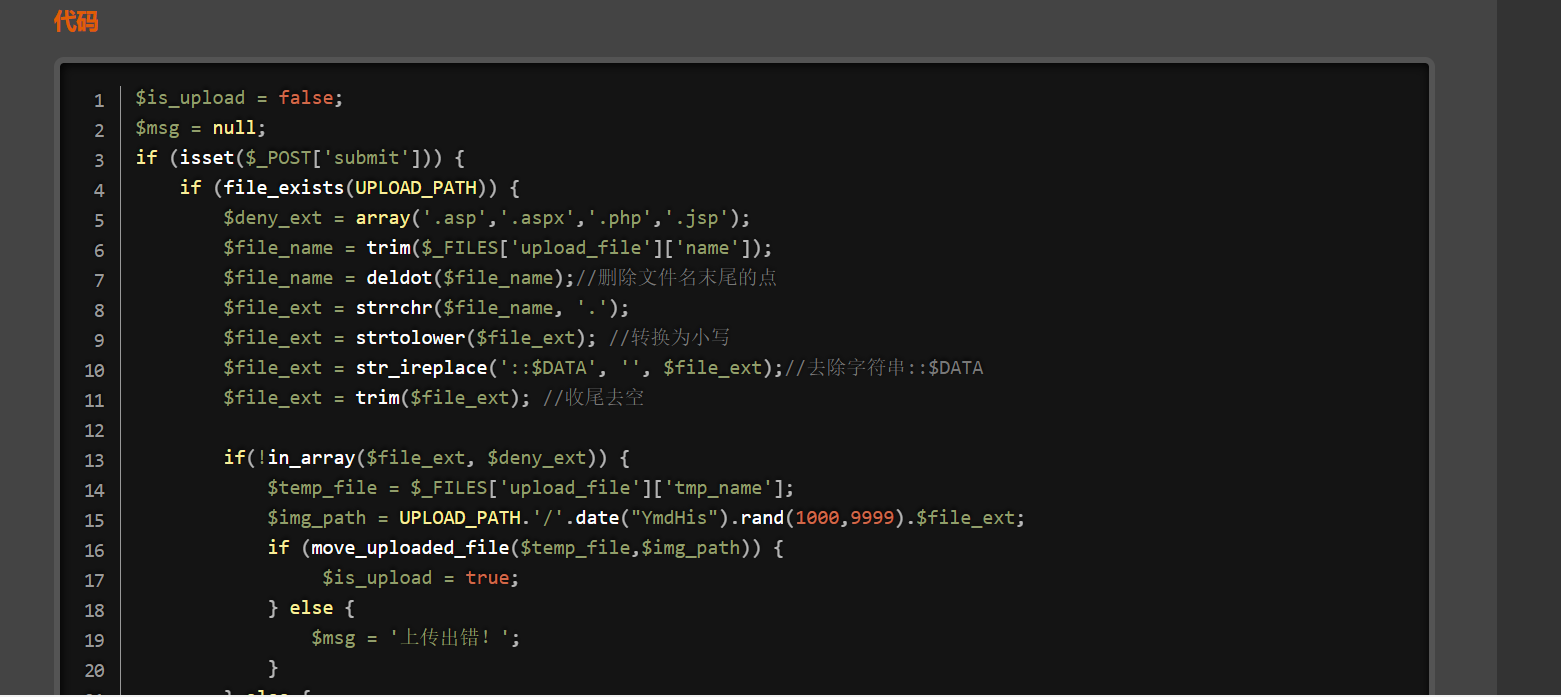 代码
1 $is_upload = false;
2 $msg = null;
3 if (isset($_POST['submit'])) {
4     if (file_exists(UPLOAD_PATH)) {
5         $deny_ext = array('.asp','.aspx','.php','.jsp');
6         $file_name = trim($_FILES['upload_file']['name']);
7         $file_name = deldot($file_name);//删除文件名末尾的点
8         $file_ext = strrchr($file_name, '.');
9         $file_ext = strtolower($file_ext); //转换为小写
10         $file_ext = str_ireplace('::$DATA', '', $file_ext);//去除字符串::$DATA
11         $file_ext = trim($file_ext); //收尾去空
12
13         if(!in_array($file_ext, $deny_ext)) {
14             $temp_file = $_FILES['upload_file']['tmp_name'];
15             $img_path = UPLOAD_PATH.'/'.date("YmdHis").rand(1000,9999).$file_ext;
16             if (move_uploaded_file($temp_file,$img_path)) {
17                  $is_upload = true;
18             } else {
19                 $msg = '上传出错！';
20             }
} else {